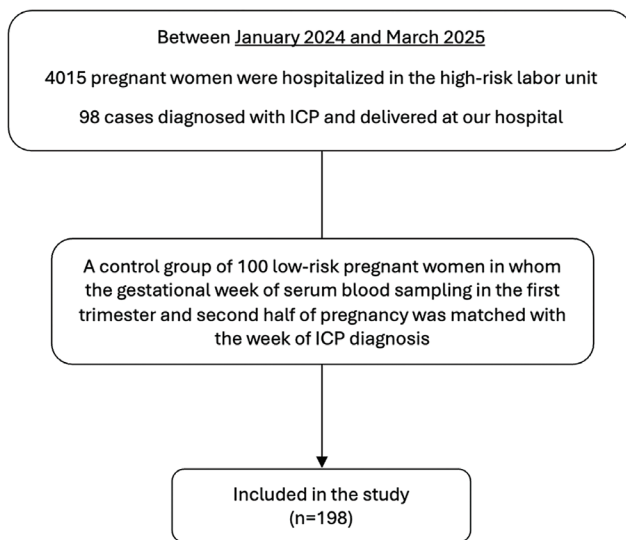 Between January 2024 and March 2025
4015 pregnant women were hospitalized in the high-risk labor unit
98 cases diagnosed with ICP and delivered at our hospital
A control group of 100 low-risk pregnant women in whom
the gestational week of serum blood sampling in the first
trimester and second half of pregnancy was matched with
the week of ICP diagnosis
Included in the study
(n=198)